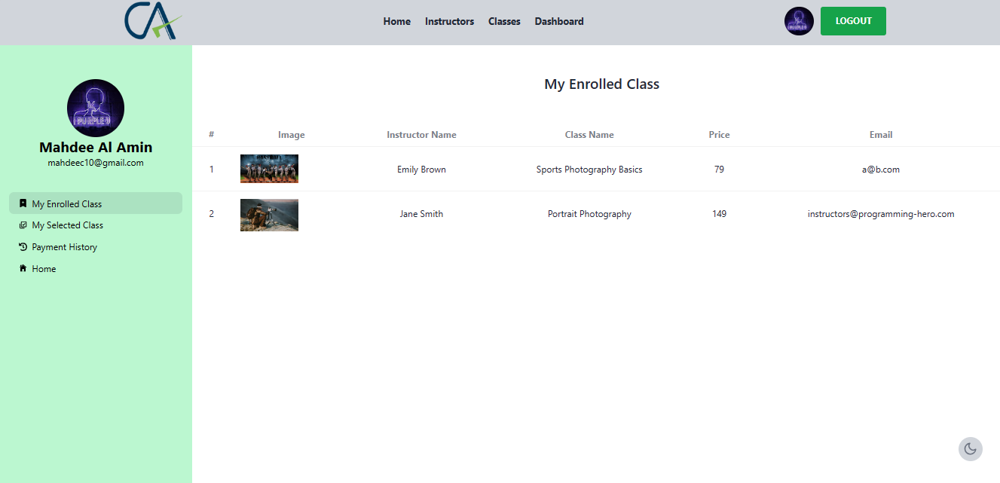 CA
Home Instructors Classes Dashboard
LOGOUT
PURPLE
Mahdee Al Amin
mahdeec10@gmail.com
My Enrolled Class
My Selected Class
Payment History
Home
My Enrolled Class
# Image Instructor Name Class Name Price Email
1 Emily Brown Sports Photography Basics 79 a@b.com
2 Jane Smith Portrait Photography 149 instructors@programming-hero.com